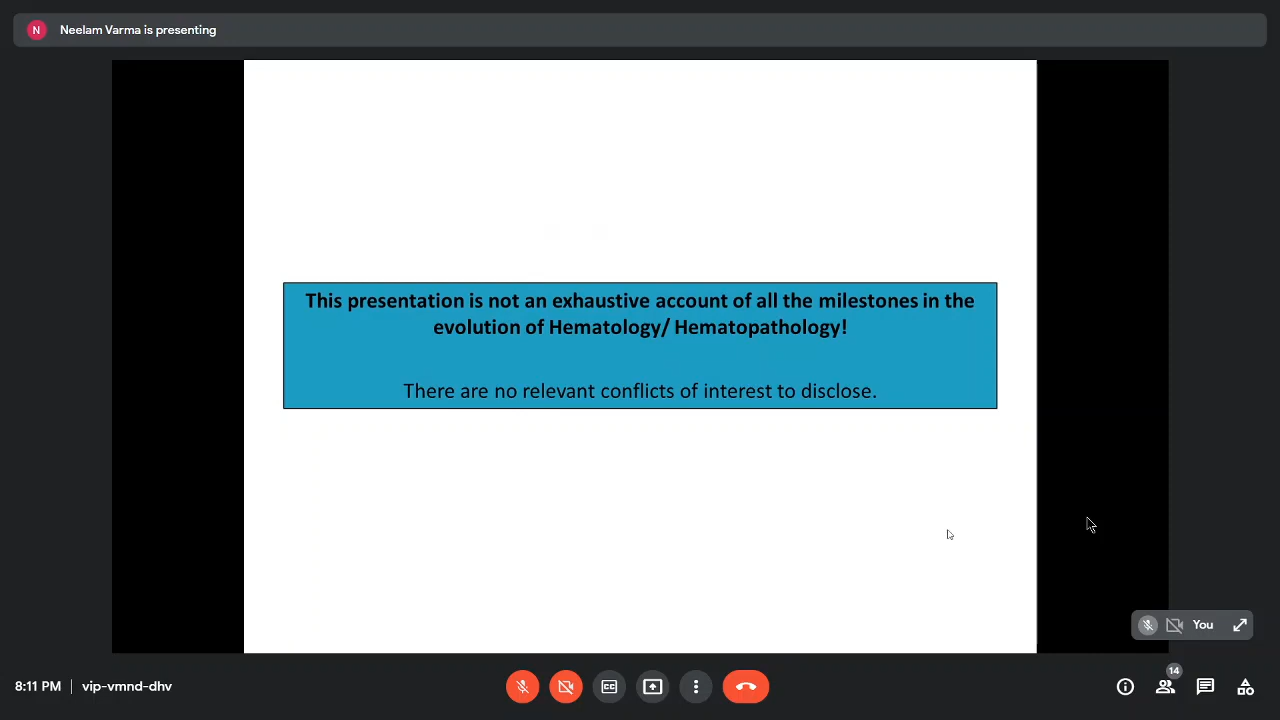 N Neelam Varma is presenting
This presentation is not an exhaustive account of all the milestones in the
evolution of Hematology/ Hematopathology!
There are no relevant conflicts of interest to disclose.
You
8:11 PM | vip-vmnd-dhv
CC
14